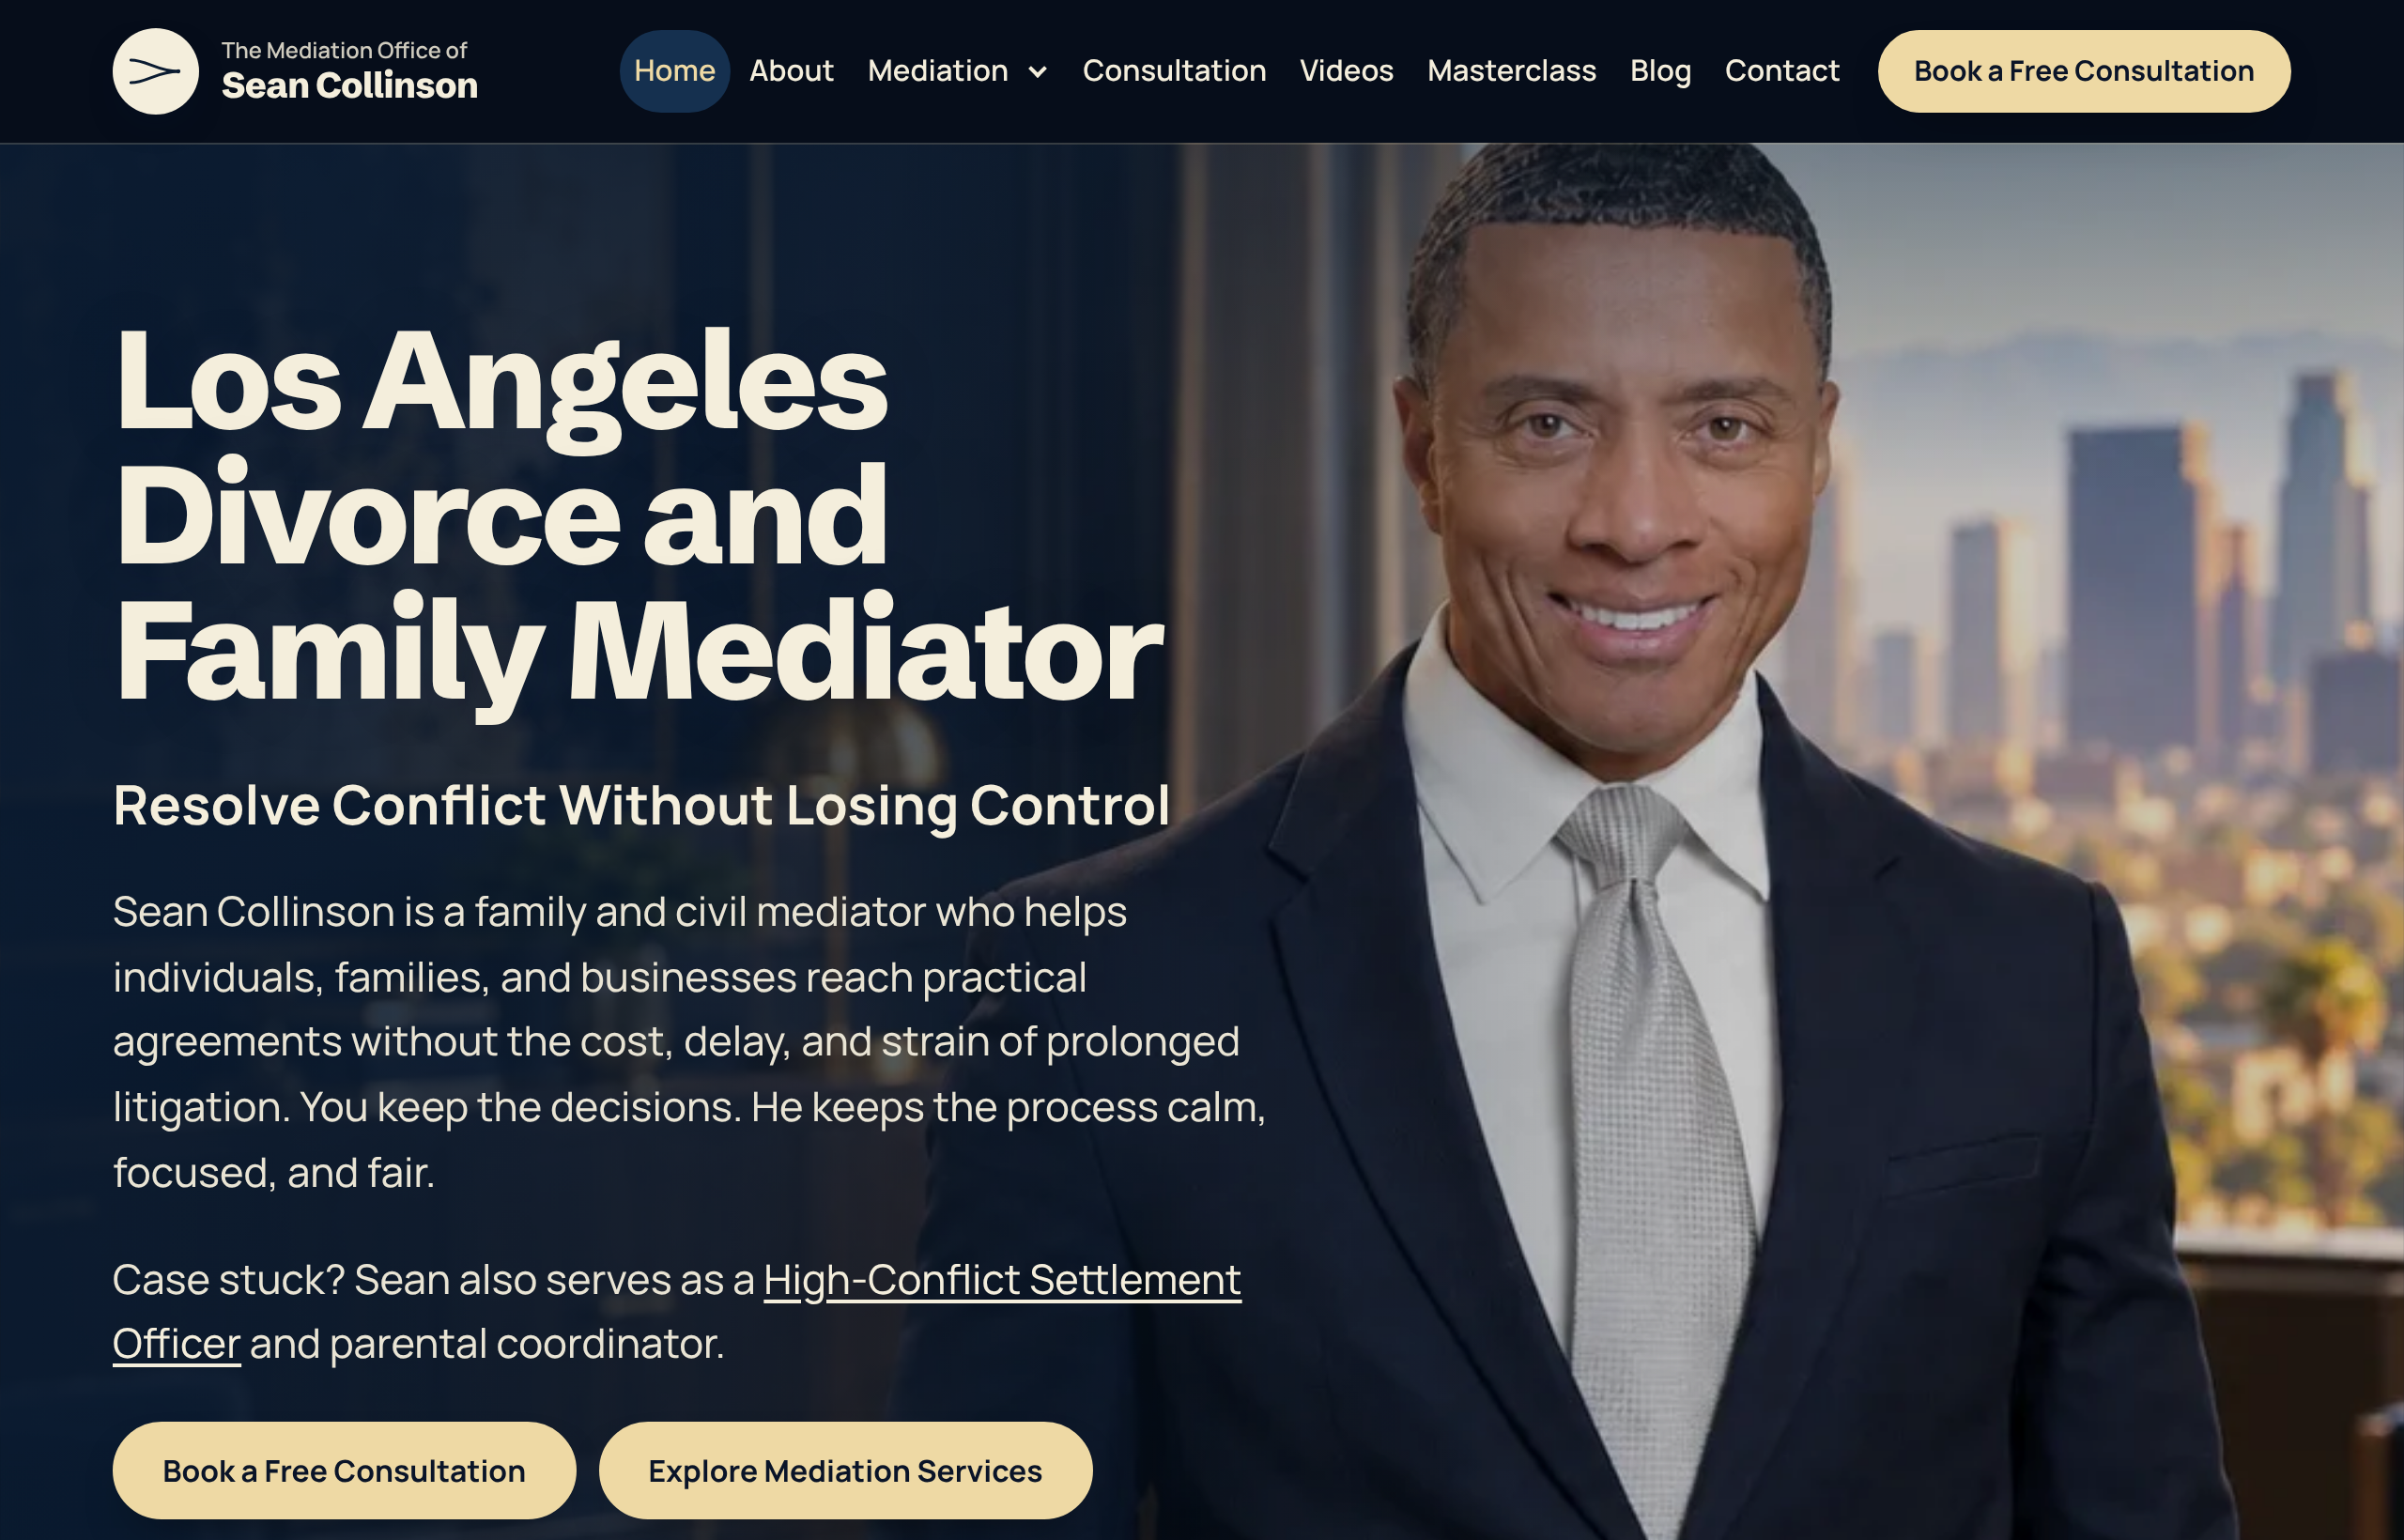 The Mediation Office of
Sean Collinson
Home About Mediation Consultation Videos Masterclass Blog Contact Book a Free Consultation
Los Angeles
Divorce and
Family Mediator
Resolve Conflict Without Losing Control
Sean Collinson is a family and civil mediator who helps
individuals, families, and businesses reach practical
agreements without the cost, delay, and strain of prolonged
litigation. You keep the decisions. He keeps the process calm,
focused, and fair.
Case stuck? Sean also serves as a High-Conflict Settlement
Officer and parental coordinator.
Book a Free Consultation Explore Mediation Services